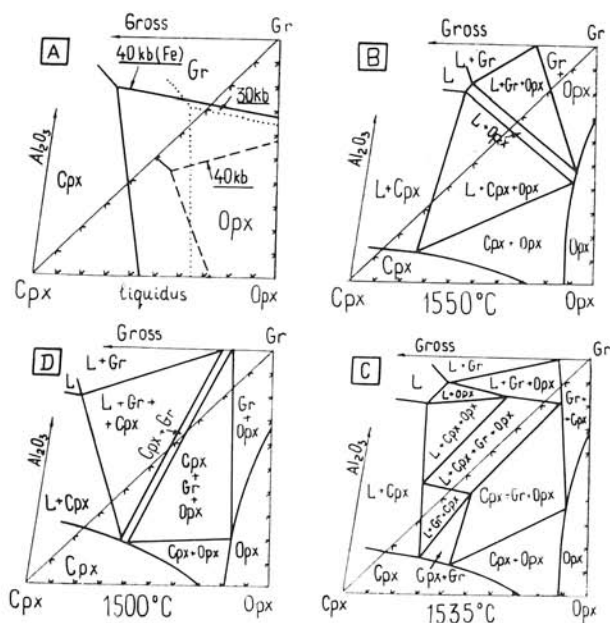 A
Gross
Gr
40kb(Fe)
Gr
30kb
Al₂O₃
40kb
Cpx
Opx
Cpx
liquidus
Opx
B
Gross
Gr
L+Gr
Gr
L
L+Gr+Opx
+
Opx
L+Opx
Al₂O₃
L+Cpx
L+Cpx+Opx
Cpx+Opx
Opx
Cpx
Cpx
1550°C
Opx
D
Gross
Gr
L+Gr
L
L+Gr+
+Cpx
Cpx+Gr
Gr
+
Opx
Al₂O₃
Cpx
+
Gr
+
Opx
L+Cpx
Cpx+Opx
Opx
Cpx
Cpx
1500°C
Opx
C
Gross
Gr
L+Gr
L
L+Gr+Opx
L+Opx
Gr+
+Cpx
L+Cpx+Opx
L+Cpx+Gr+Opx
Al₂O₃
L+Cpx
Cpx+Gr+Opx
L+Gr+Cpx
Cpx+Opx
Opx
Cpx
Cpx+Gr
Cpx
1535°C
Opx